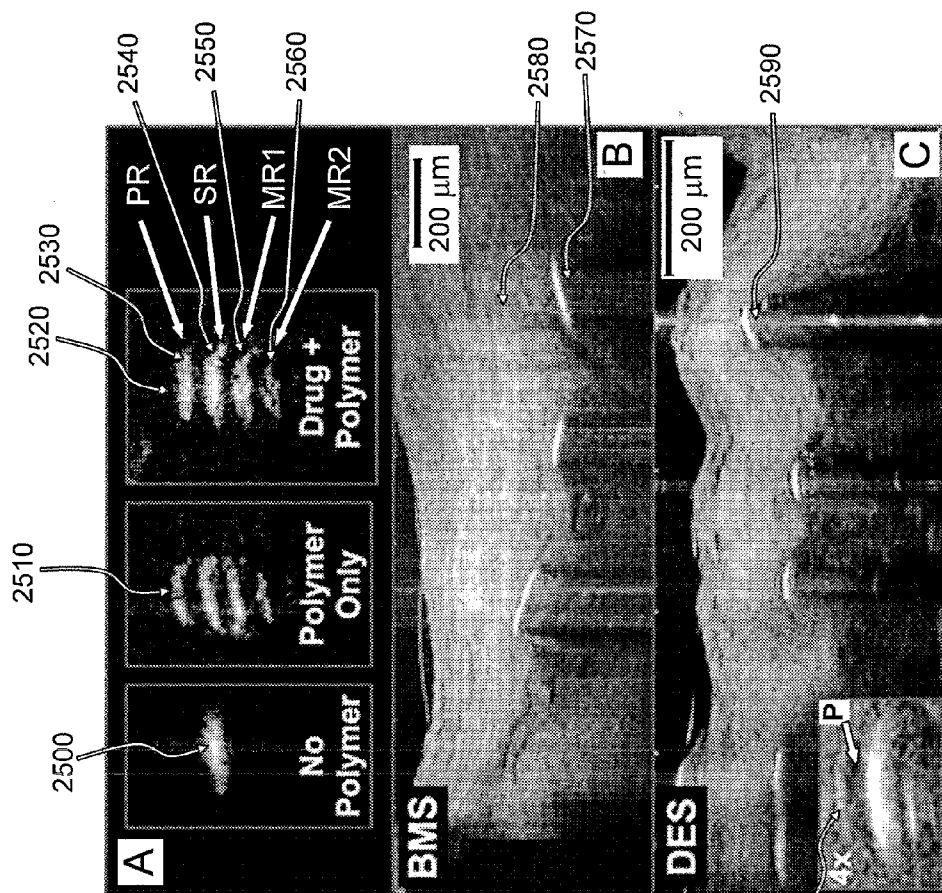 A
2500
2510
2520
2530
2540
2550
2560
PR
SR
MR1
MR2
No
Polymer
Polymer
Only
Drug +
Polymer
BMS
200 µm
2580
2570
B
DES
200 µm
2590
4x
P
C